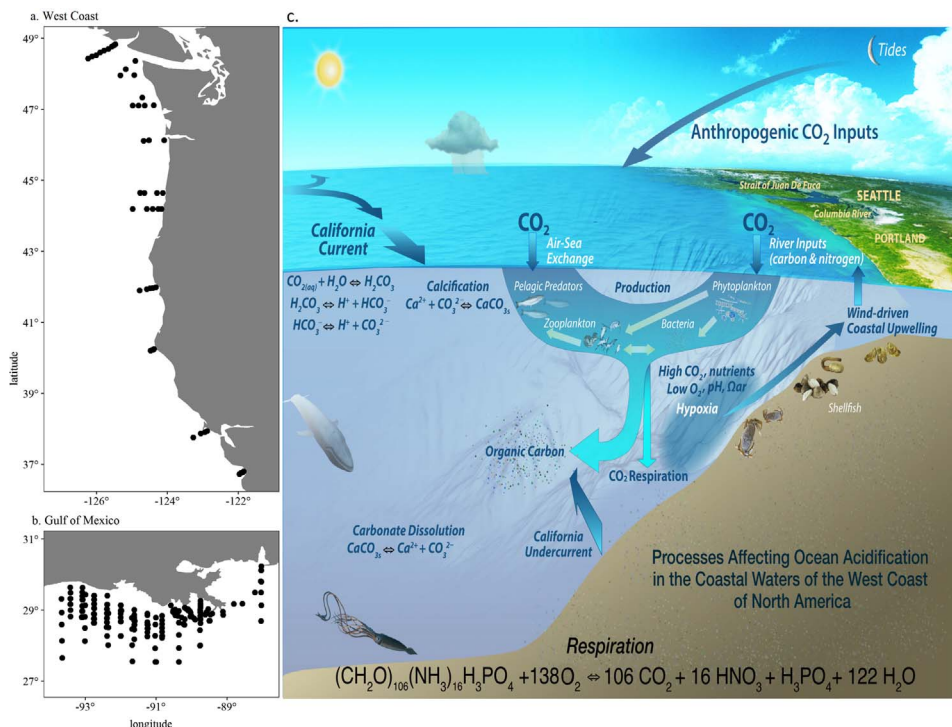 a. West Coast
49°
47°
45°
43°
41°
39°
37°
latitude
-126°
-124°
-122°
b. Gulf of Mexico
31°
29°
27°
-93°
-91°
-89°
longitude
c.
Tides
Anthropogenic CO₂ Inputs
Strait of Juan De Fuca
SEATTLE
Columbia River
PORTLAND
California
Current
CO₂
Air-Sea
Exchange
CO₂
River Inputs
(carbon & nitrogen)
CO₂(aq) + H₂O ⇔ H₂CO₃
H₂CO₃ ⇔ H⁺ + HCO₃⁻
HCO₃⁻ ⇔ H⁺ + CO₃²⁻
Calcification
Ca²⁺ + CO₃²⁻ ⇔ CaCO₃s
Pelagic Predators
Production
Phytoplankton
Zooplankton
Bacteria
Wind-driven
Coastal Upwelling
High CO₂, nutrients
Low O₂, pH, Ωar
Hypoxia
Shellfish
Organic Carbon
CO₂ Respiration
Carbonate Dissolution
CaCO₃s ⇔ Ca²⁺ + CO₃²⁻
California
Undercurrent
Processes Affecting Ocean Acidification
in the Coastal Waters of the West Coast
of North America
Respiration
(CH₂O)₁₀₆(NH₃)₁₆H₃PO₄ +138O₂ ⇔ 106 CO₂ + 16 HNO₃ + H₃PO₄+ 122 H₂O